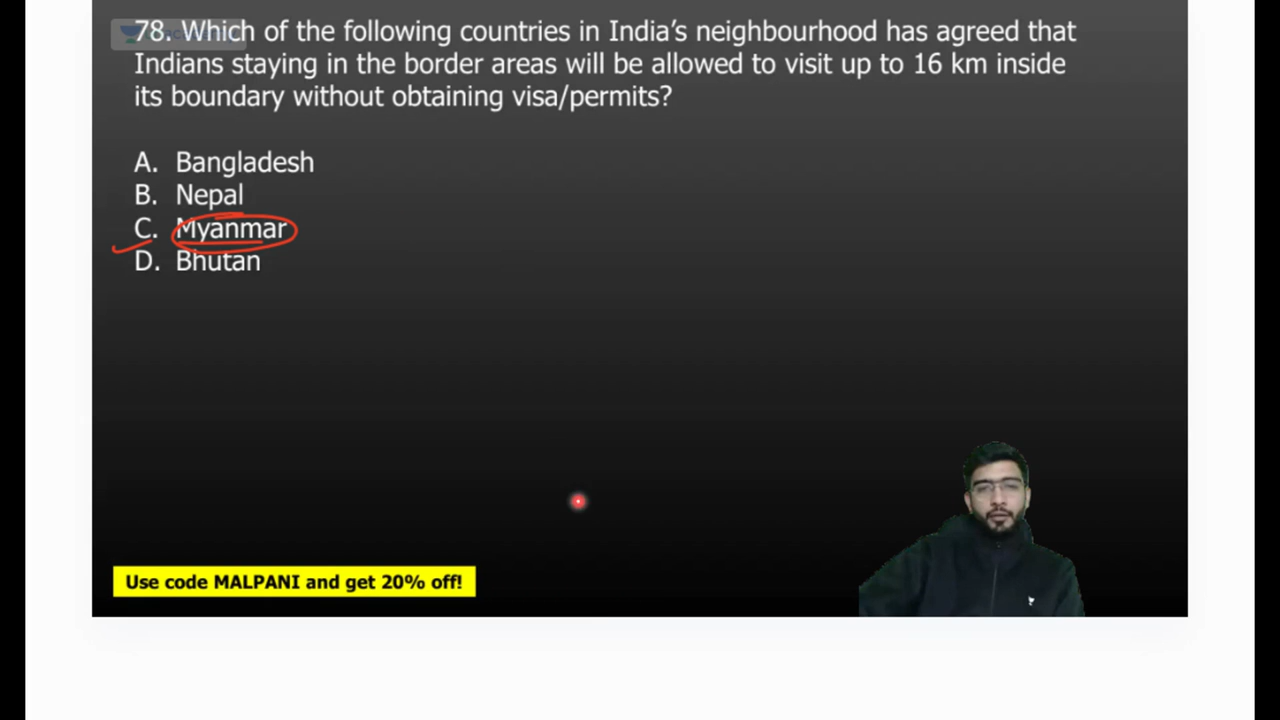 78. Which of the following countries in India’s neighbourhood has agreed that
Indians staying in the border areas will be allowed to visit up to 16 km inside
its boundary without obtaining visa/permits?
A. Bangladesh
B. Nepal
C. Myanmar
D. Bhutan
Use code MALPANI and get 20% off!